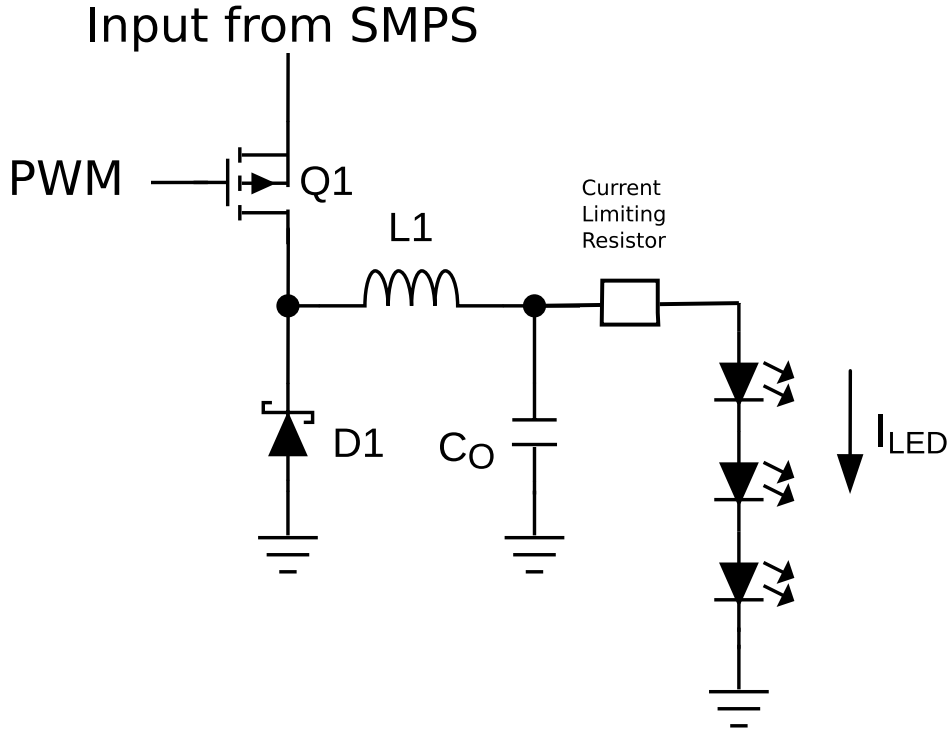 Input from SMPS
PWM
Q1
L1
Current
Limiting
Resistor
D1
CO
ILED